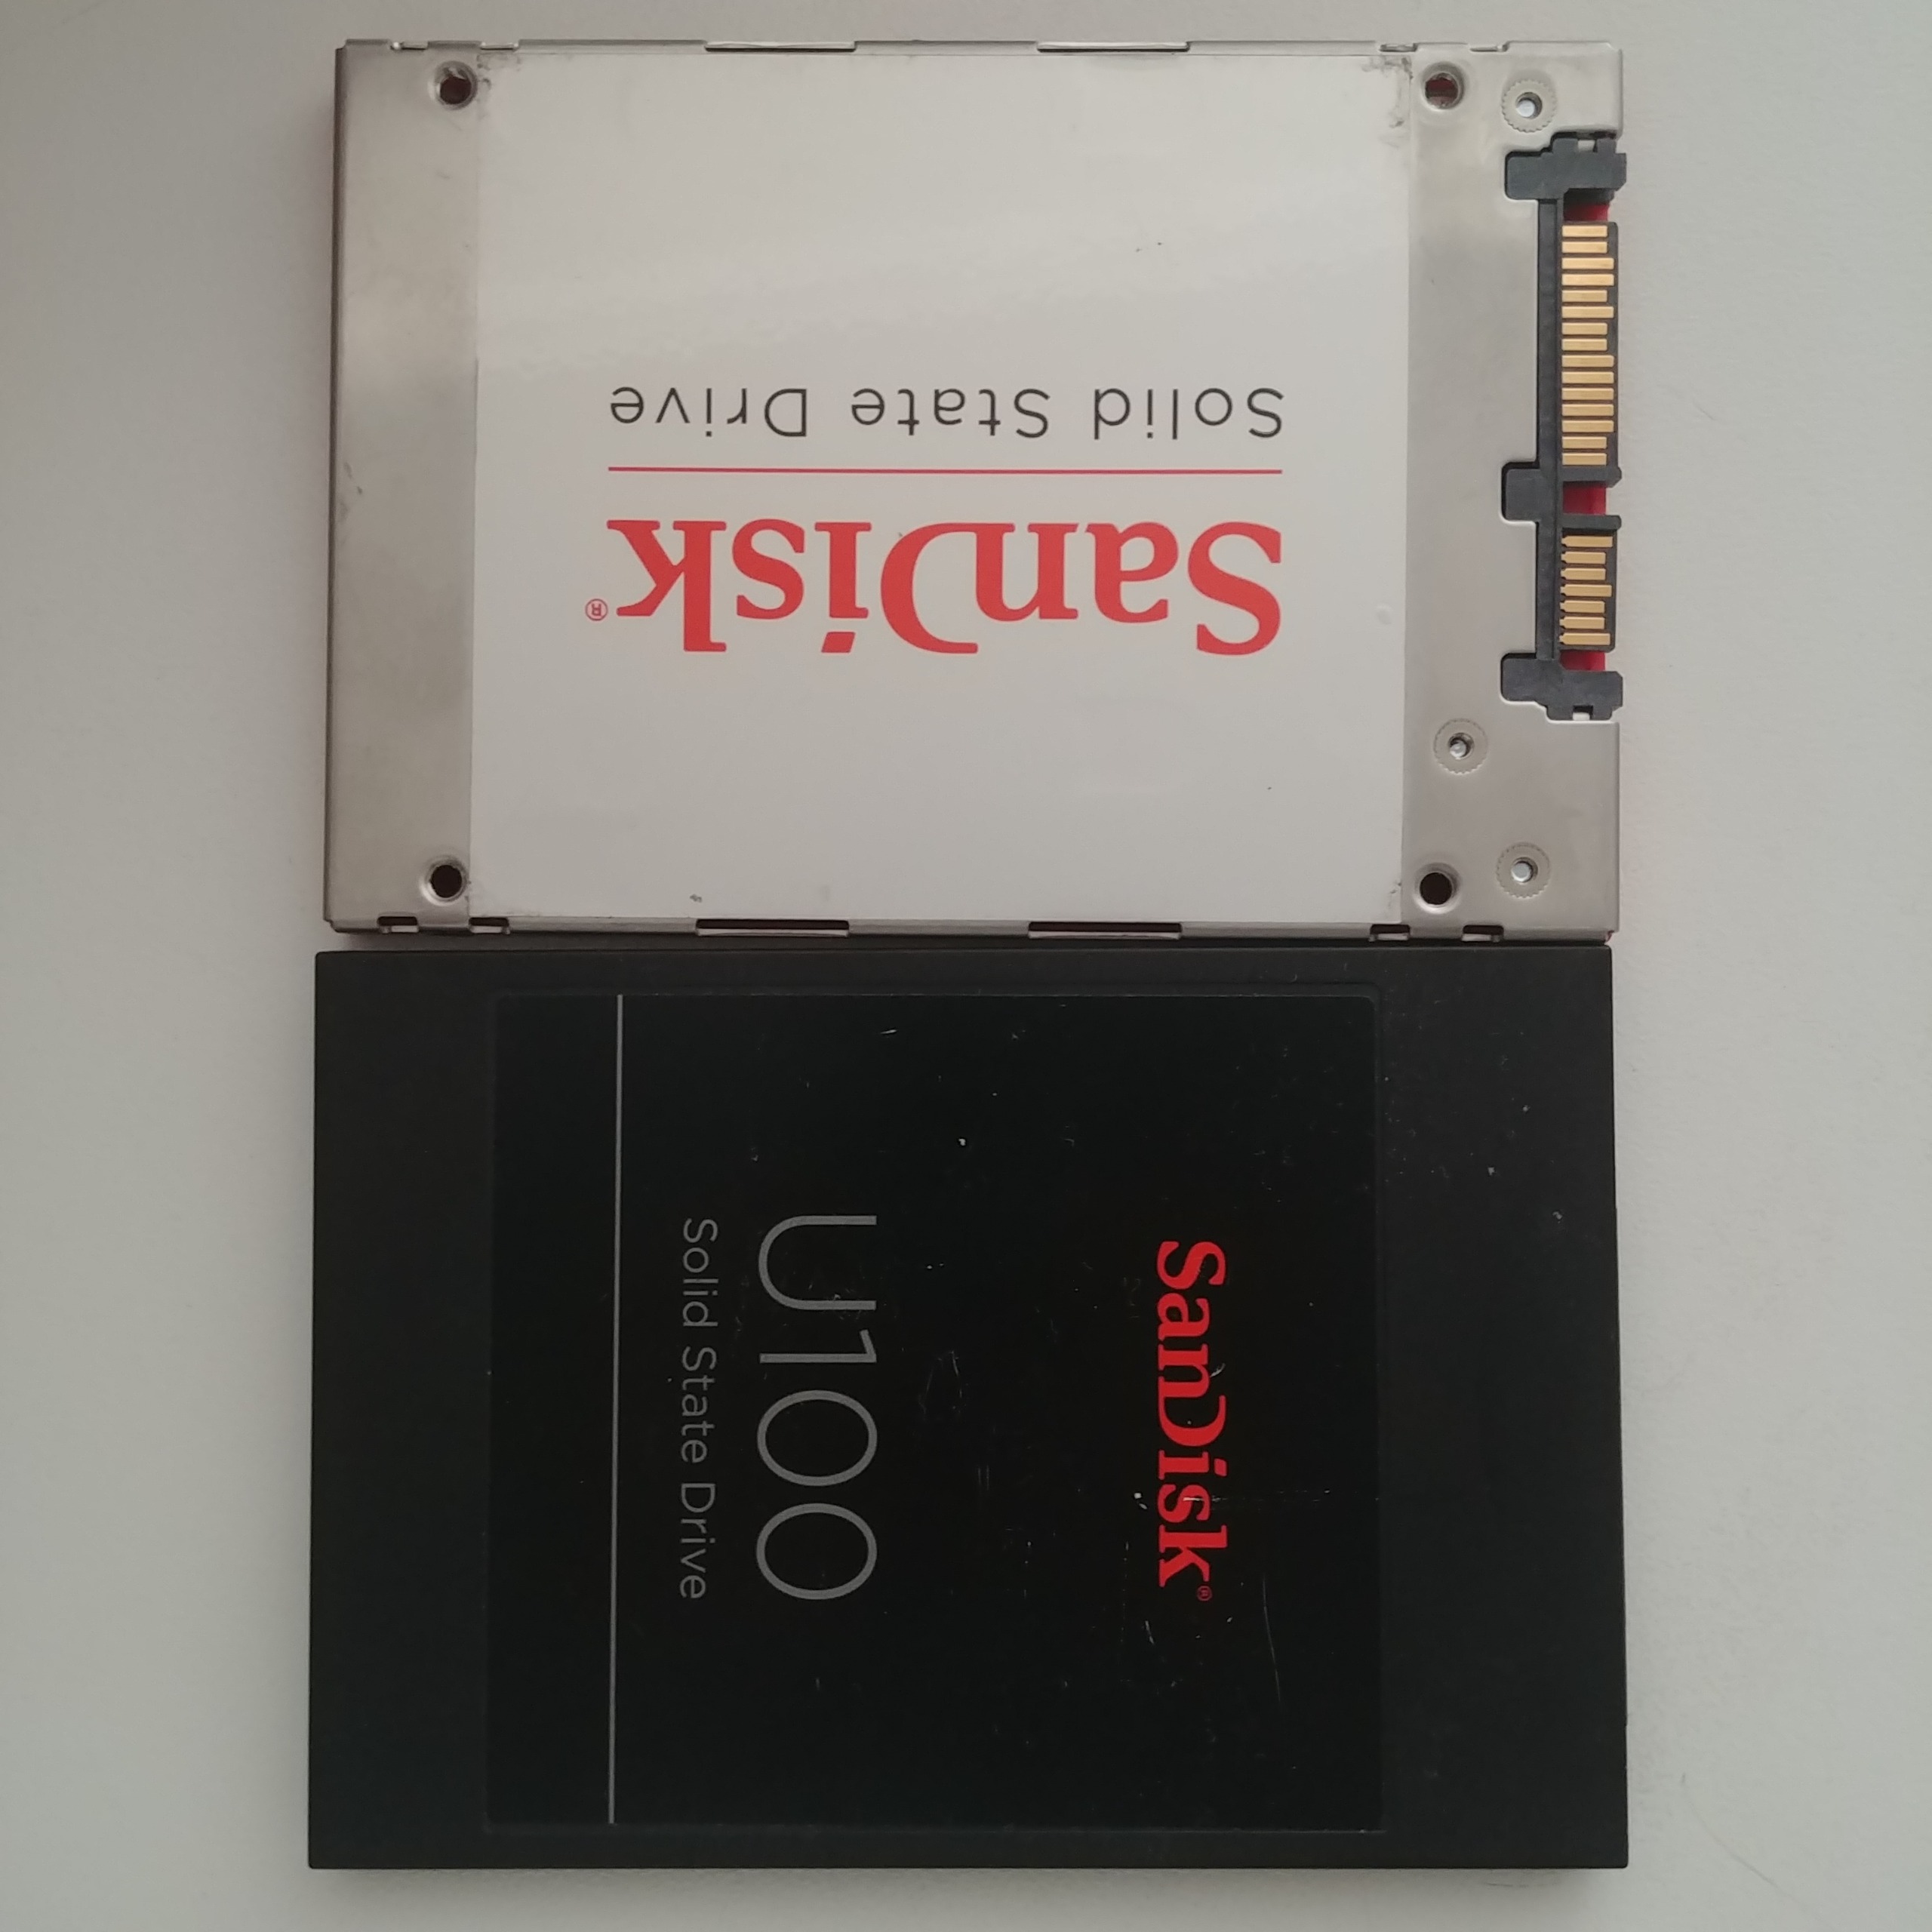 SanDisk®
Solid State Drive
SanDisk®
U100
Solid State Drive